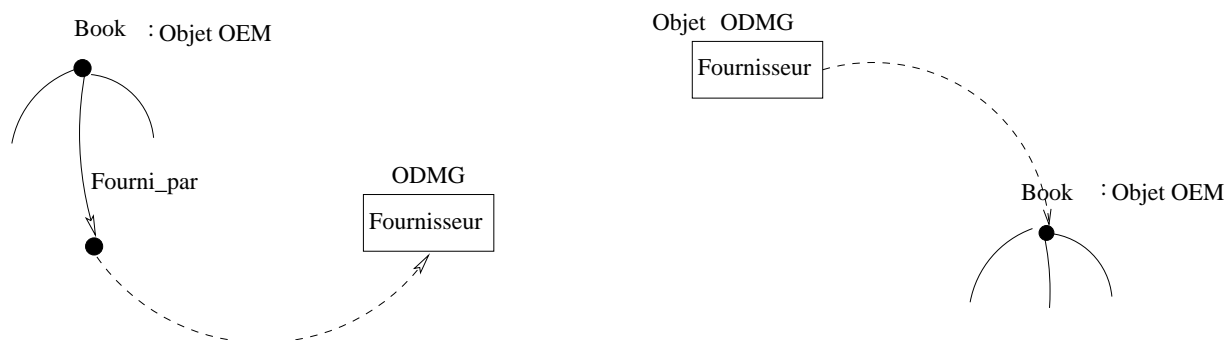 Book : Objet OEM
Fourni_par
ODMG
Fournisseur
Objet ODMG
Fournisseur
Book : Objet OEM